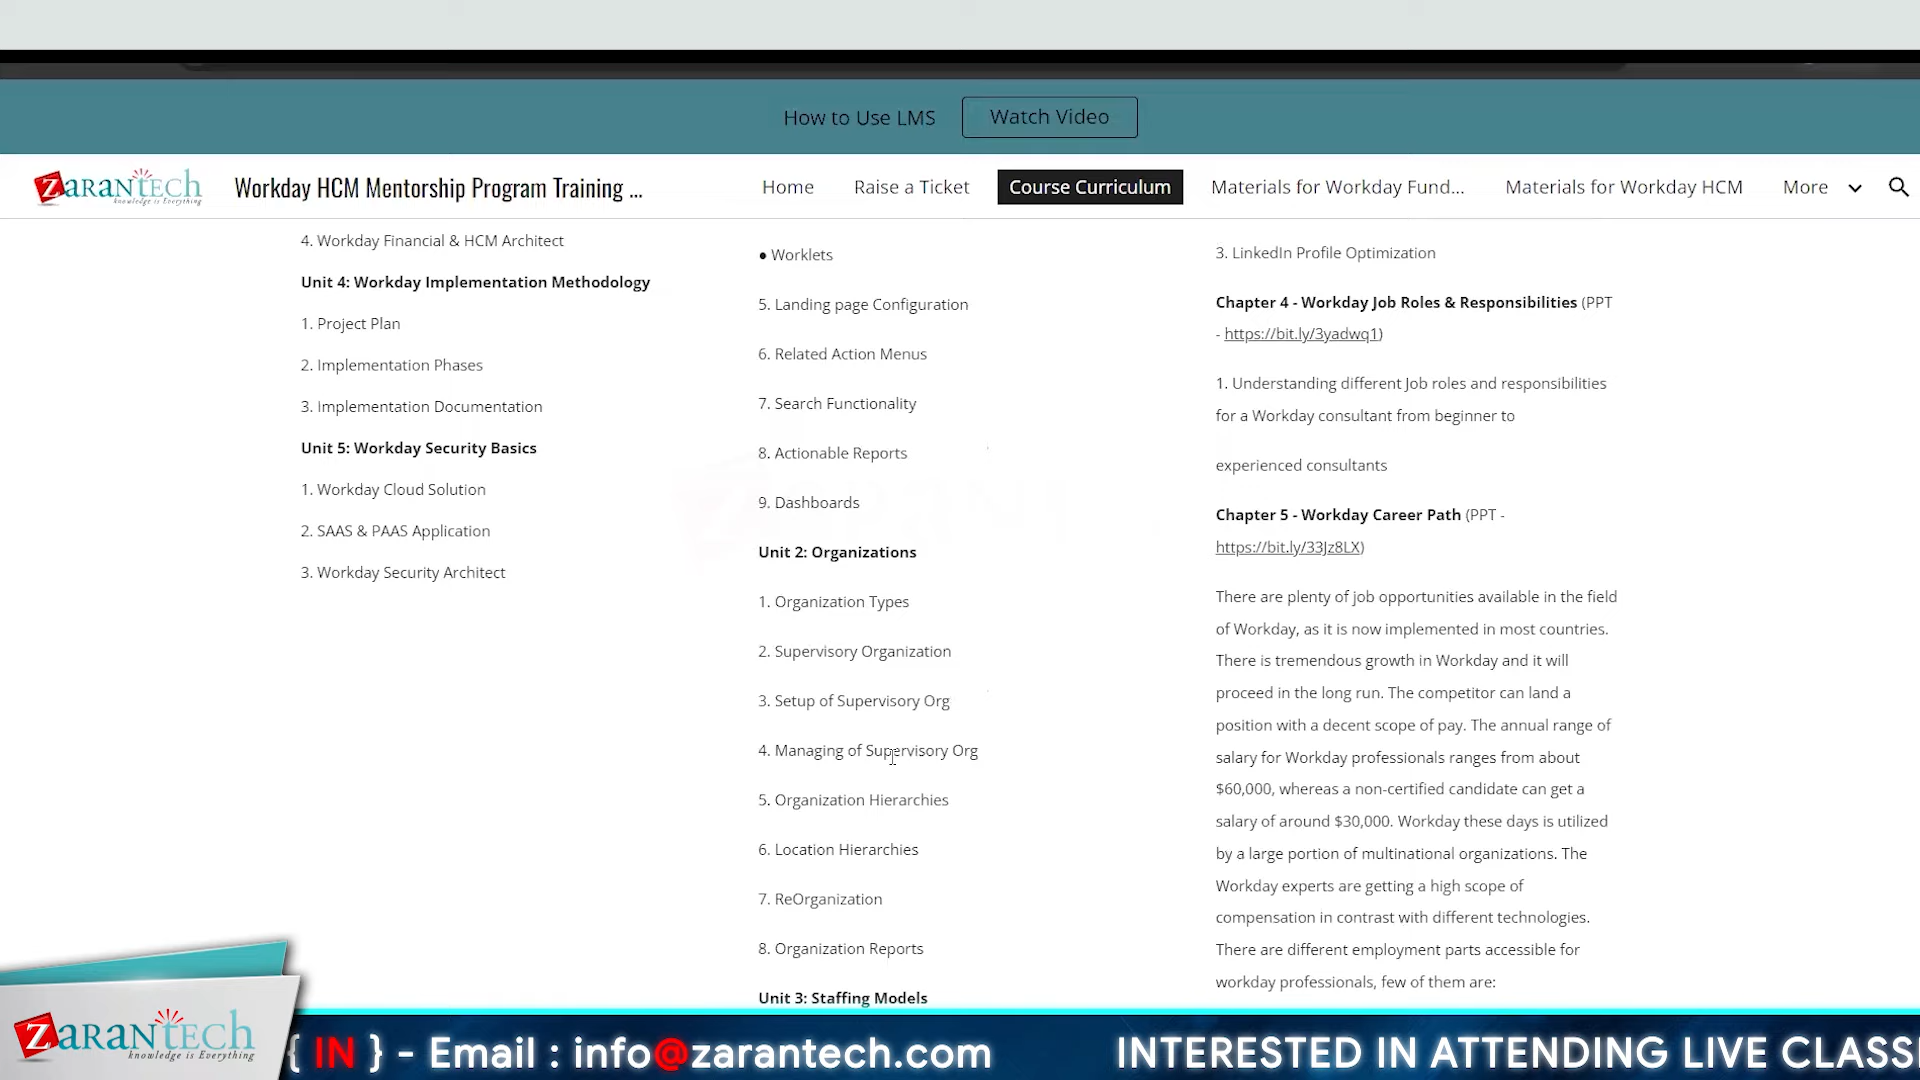 How to Use LMS
Watch Video
ZARANTECH
knowledge is Everything
Workday HCM Mentorship Program Training ...
Home
Raise a Ticket
Course Curriculum
Materials for Workday Fund...
Materials for Workday HCM
More
4. Workday Financial & HCM Architect
Unit 4: Workday Implementation Methodology
1. Project Plan
2. Implementation Phases
3. Implementation Documentation
Unit 5: Workday Security Basics
1. Workday Cloud Solution
2. SAAS & PAAS Application
3. Workday Security Architect
● Worklets
5. Landing page Configuration
6. Related Action Menus
7. Search Functionality
8. Actionable Reports
9. Dashboards
Unit 2: Organizations
1. Organization Types
2. Supervisory Organization
3. Setup of Supervisory Org
4. Managing of Supervisory Org
5. Organization Hierarchies
6. Location Hierarchies
7. ReOrganization
8. Organization Reports
Unit 3: Staffing Models
3. LinkedIn Profile Optimization
Chapter 4 - Workday Job Roles & Responsibilities (PPT
- https://bit.ly/3yadwq1)
1. Understanding different Job roles and responsibilities
for a Workday consultant from beginner to
experienced consultants
Chapter 5 - Workday Career Path (PPT -
https://bit.ly/33Jz8LX)
There are plenty of job opportunities available in the field
of Workday, as it is now implemented in most countries.
There is tremendous growth in Workday and it will
proceed in the long run. The competitor can land a
position with a decent scope of pay. The annual range of
salary for Workday professionals ranges from about
$60,000, whereas a non-certified candidate can get a
salary of around $30,000. Workday these days is utilized
by a large portion of multinational organizations. The
Workday experts are getting a high scope of
compensation in contrast with different technologies.
There are different employment parts accessible for
workday professionals, few of them are:
ZARANTECH
knowledge is Everything
{ IN } - Email : info@zarantech.com
INTERESTED IN ATTENDING LIVE CLASS